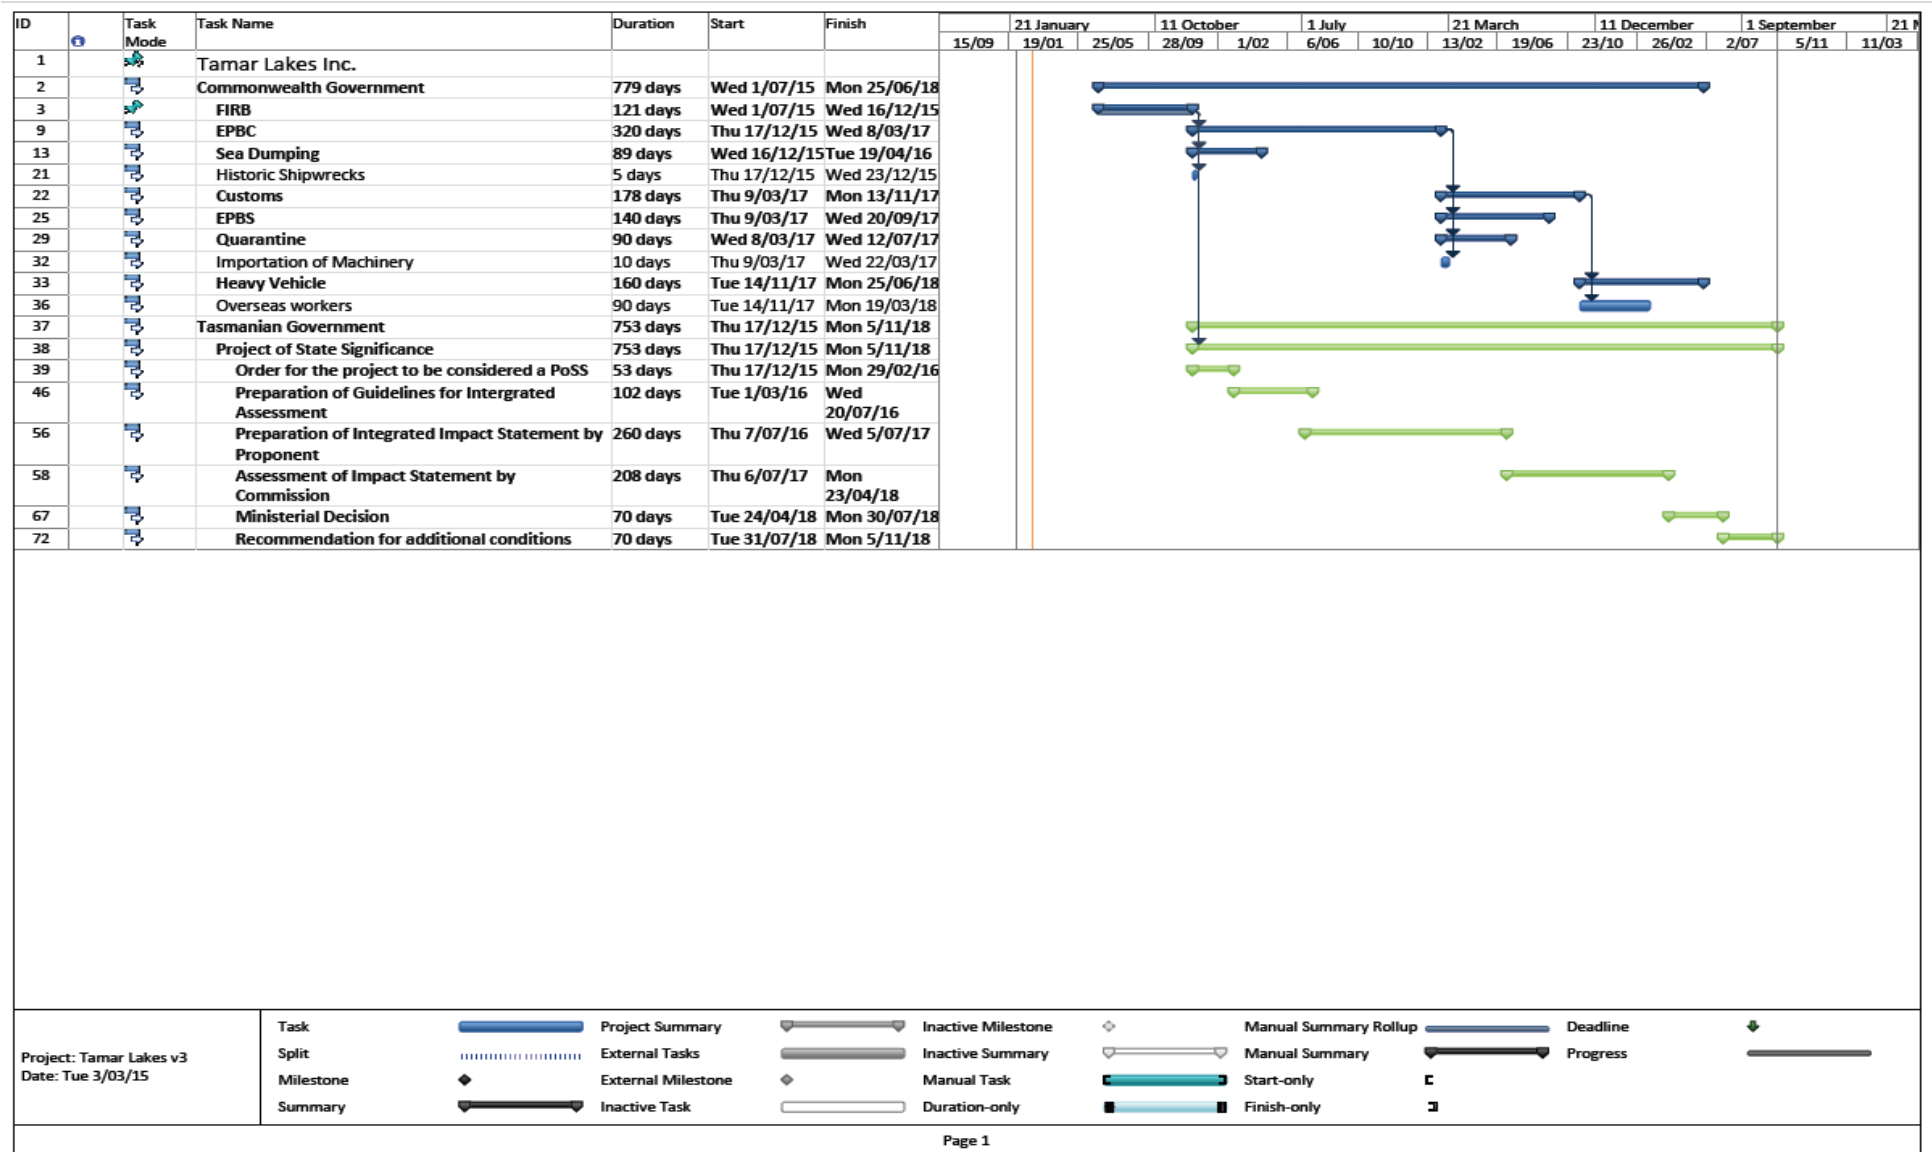 ID Task Mode Task Name Duration Start Finish 21 January 11 October 1 July 21 March 11 December 1 September
15/09 19/01 25/05 28/09 1/02 6/06 10/10 13/02 19/06 23/10 26/02 2/07 5/11 11/03
1 Tamar Lakes Inc.
2 Commonwealth Government 779 days Wed 1/07/15 Mon 25/06/18
3 FIRB 121 days Wed 1/07/15 Wed 16/12/15
9 EPBC 320 days Thu 17/12/15 Wed 8/03/17
13 Sea Dumping 89 days Wed 16/12/15 Tue 19/04/16
21 Historic Shipwrecks 5 days Thu 17/12/15 Wed 23/12/15
22 Customs 178 days Thu 9/03/17 Mon 13/11/17
25 EPBS 140 days Thu 9/03/17 Wed 20/09/17
29 Quarantine 90 days Wed 8/03/17 Wed 12/07/17
32 Importation of Machinery 10 days Thu 9/03/17 Wed 22/03/17
33 Heavy Vehicle 160 days Tue 14/11/17 Mon 25/06/18
36 Overseas workers 90 days Tue 14/11/17 Mon 19/03/18
37 Tasmanian Government 753 days Thu 17/12/15 Mon 5/11/18
38 Project of State Significance 753 days Thu 17/12/15 Mon 5/11/18
39 Order for the project to be considered a PoSS 53 days Thu 17/12/15 Mon 29/02/16
46 Preparation of Guidelines for Intergrated 102 days Tue 1/03/16 Wed
Assessment 20/07/16
56 Preparation of Integrated Impact Statement by 260 days Thu 7/07/16 Wed 5/07/17
Proponent
58 Assessment of Impact Statement by 208 days Thu 6/07/17 Mon
Commission 23/04/18
67 Ministerial Decision 70 days Tue 24/04/18 Mon 30/07/18
72 Recommendation for additional conditions 70 days Tue 31/07/18 Mon 5/11/18
Project: Tamar Lakes v3
Date: Tue 3/03/15
Task Project Summary Inactive Milestone Manual Summary Rollup Deadline
Split External Tasks Inactive Summary Manual Summary Progress
Milestone External Milestone Manual Task Start-only
Summary Inactive Task Duration-only Finish-only
Page 1